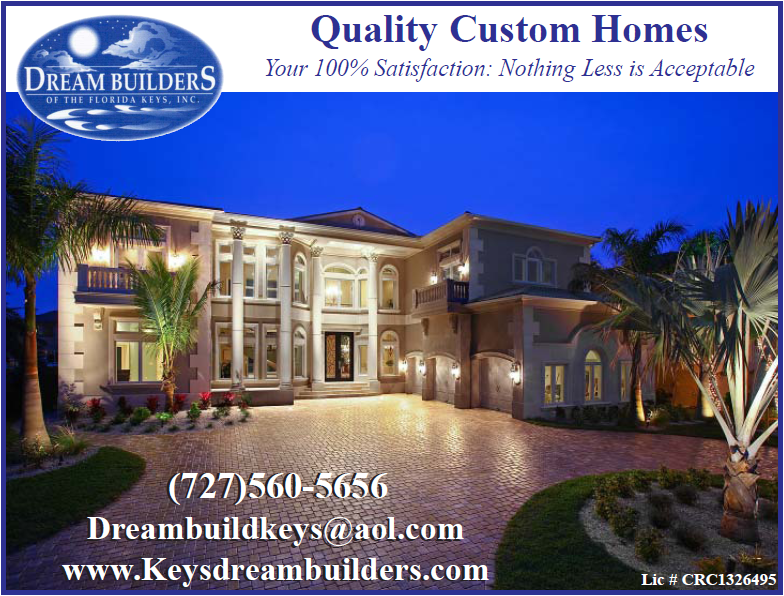 Quality Custom Homes
Your 100% Satisfaction: Nothing Less is Acceptable
DREAM BUILDERS
OF THE FLORIDA KEYS, INC.
(727)560-5656
Dreambuildkeys@aol.com
www.Keysdreambuilders.com
Lic # CRC1326495